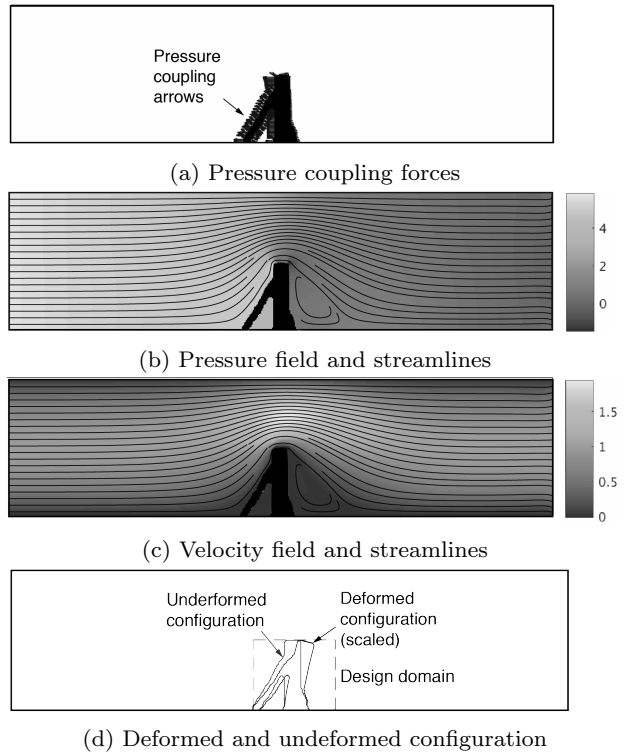 Pressure
coupling
arrows
(a) Pressure coupling forces
4
2
0
(b) Pressure field and streamlines
1.5
1
0.5
0
(c) Velocity field and streamlines
Underformed
configuration
Deformed
configuration
(scaled)
Design domain
(d) Deformed and undeformed configuration